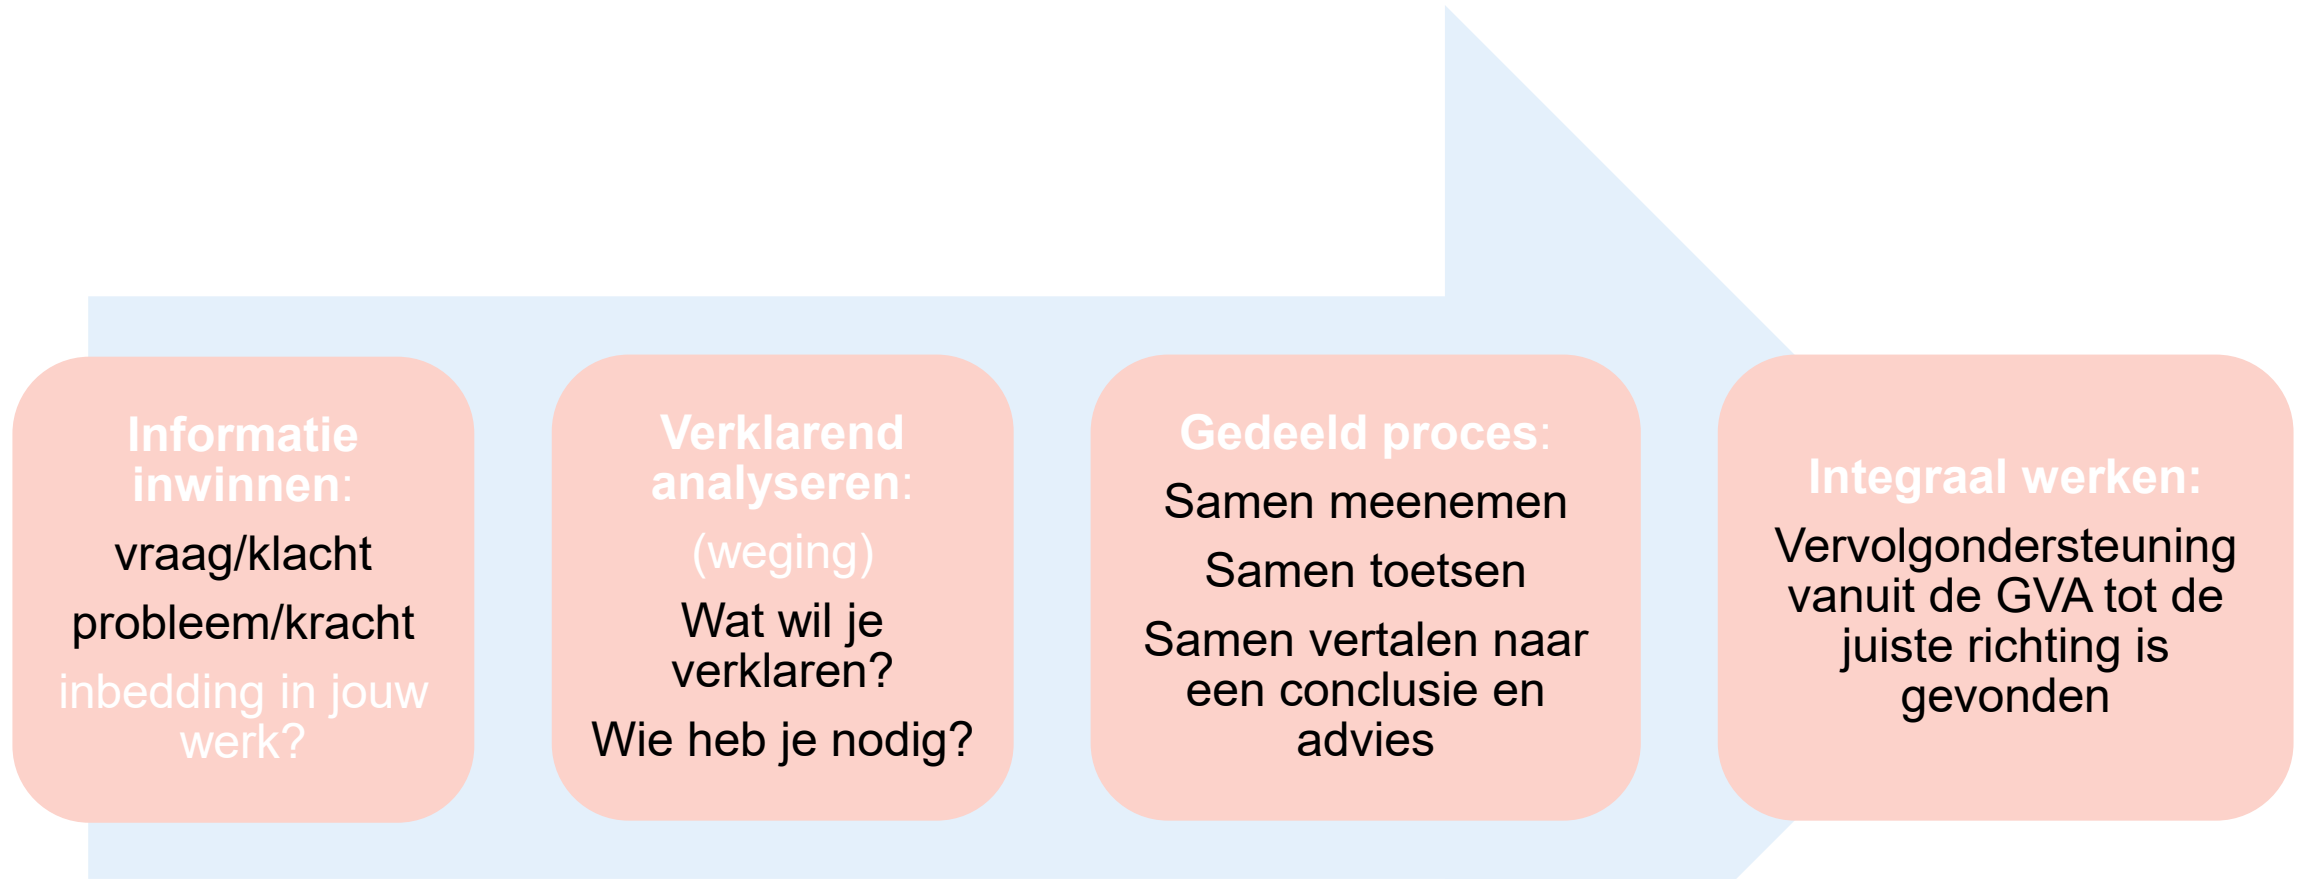 Informatie
inwinnen:
vraag/klacht
probleem/kracht
inbedding in jouw
werk?
Verklarend
analyseren:
(weging)
Wat wil je
verklaren?
Wie heb je nodig?
Gedeeld proces:
Samen meenemen
Samen toetsen
Samen vertalen naar
een conclusie en
advies
Integraal werken:
Vervolgondersteuning
vanuit de GVA tot de
juiste richting is
gevonden